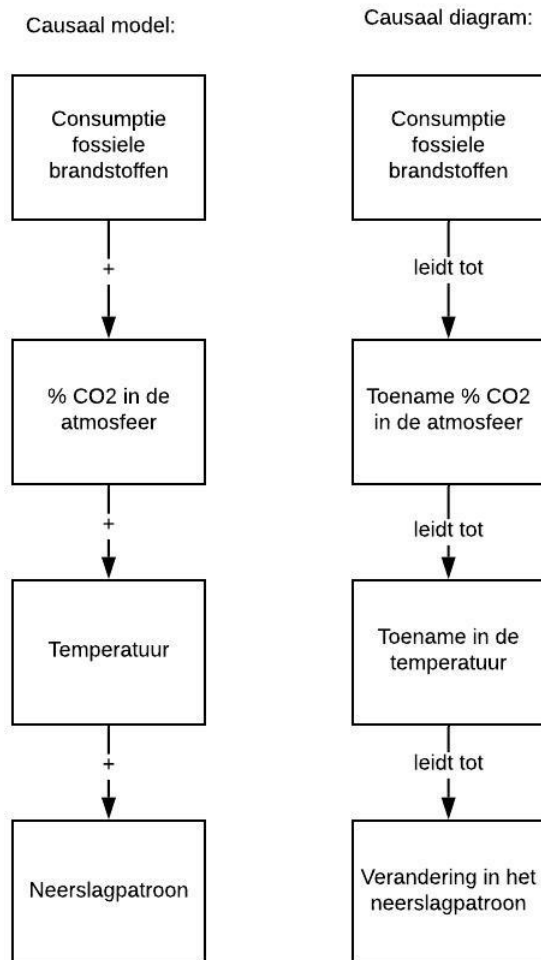 Causaal model:
Consumptie
fossiele
brandstoffen
+
% CO2 in de
atmosfeer
+
Temperatuur
+
Neerslagpatroon
Causaal diagram:
Consumptie
fossiele
brandstoffen
leidt tot
Toename % CO2
in de atmosfeer
leidt tot
Toename in de
temperatuur
leidt tot
Verandering in het
neerslagpatroon